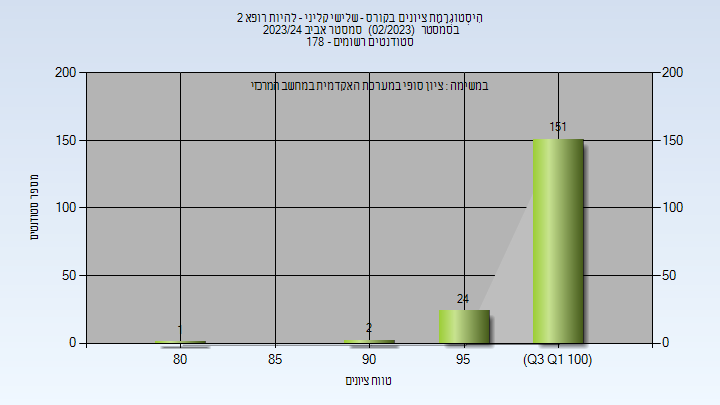 היסטוגרמת ציונים בקורס - שלישי קליני - להיות רופא 2
בסמסטר (02/2023) סמסטר אביב 2023/24
סטודנטים רשומים - 178
במשימה : ציון סופי במערכת האקדמית במחשב המרכזי
200
200
151
150
150
מספר סטודנטים
100
100
50
50
24
2
1
0
0
80
85
90
95
(Q3 Q1 100)
טווח ציונים